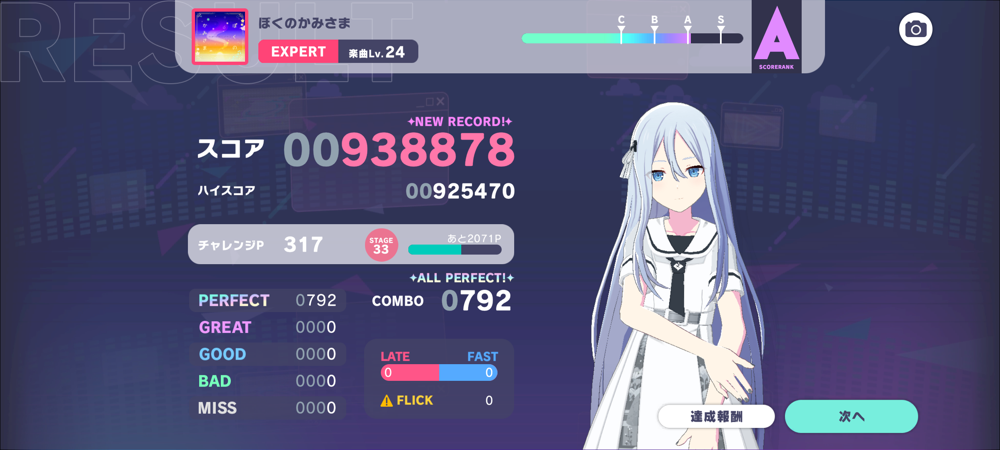 RESULT
ぼくのかみさま
EXPERT 楽曲Lv.24
C B A S
A
SCORERANK
✦NEW RECORD!✦
スコア 00938878
ハイスコア 00925470
チャレンジP 317 STAGE 33 あと2071P
✦ALL PERFECT!✦
COMBO 0792
PERFECT 0792
GREAT 0000
GOOD 0000
BAD 0000
MISS 0000
LATE FAST
0 0
FLICK 0
達成報酬 次へ